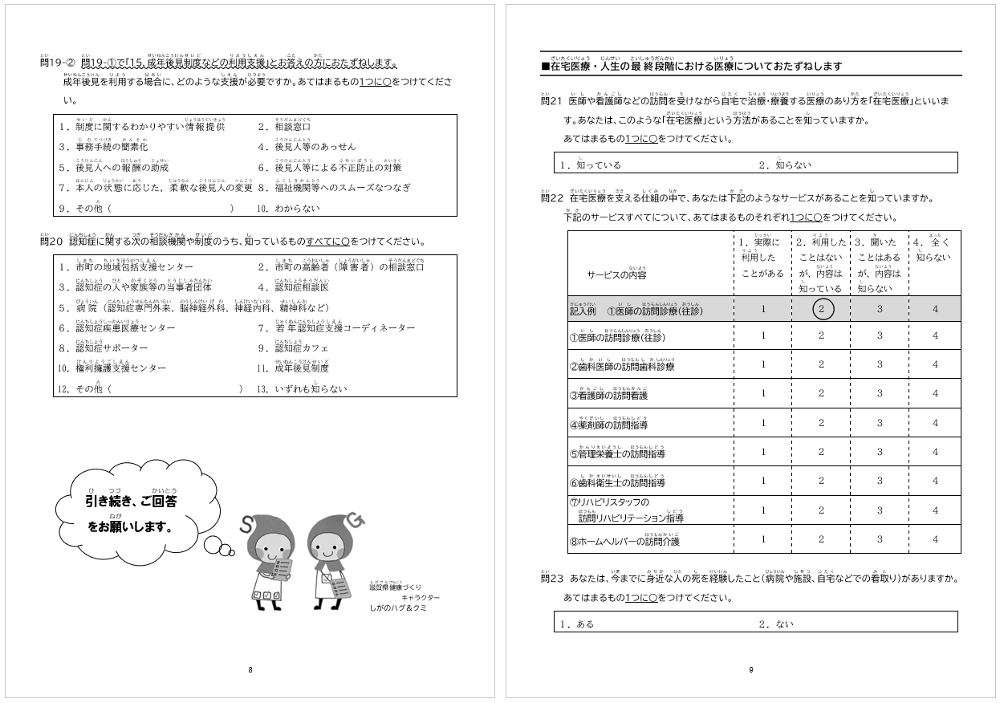 問19-② 問19-①で「15.成年後見制度などの利用支援」とお答えの方におたずねします。
成年後見を利用する場合に、どのような支援が必要ですか。あてはまるもの1つに○をつけてくださ
い。
1．制度に関するわかりやすい情報提供 2．相談窓口
3．事務手続の簡素化 4．後見人等のあっせん
5．後見人への報酬の助成 6．後見人等による不正防止の対策
7．本人の状態に応じた、柔軟な後見人の変更 8．福祉機関等へのスムーズなつなぎ
9．その他（ ） 10．わからない
問20 認知症に関する次の相談機関や制度のうち、知っているものすべてに○をつけてください。
1．市町の地域包括支援センター 2．市町の高齢者（障害者）の相談窓口
3．認知症の人や家族等の当事者団体 4．認知症相談医
5．病院（認知症専門外来、脳神経外科、神経内科、精神科など）
6．認知症疾患医療センター 7．若年認知症支援コーディネーター
8．認知症サポーター 9．認知症カフェ
10．権利擁護支援センター 11．成年後見制度
12．その他（ ） 13．いずれも知らない
引き続き、ご回答
をお願いします。
S G
滋賀県健康づくり
キャラクター
しがのハグ＆クミ
8
■在宅医療・人生の最終段階における医療についておたずねします
問21 医師や看護師などの訪問を受けながら自宅で治療・療養する医療のあり方を「在宅医療」といいま
す。あなたは、このような「在宅医療」という方法があることを知っていますか。
あてはまるもの1つに○をつけてください。
1．知っている 2．知らない
問22 在宅医療を支える仕組の中で、あなたは下記のようなサービスがあることを知っていますか。
下記のサービスすべてについて、あてはまるものそれぞれ1つに○をつけてください。
サービスの内容
1．実際に
利用した
ことがある
2．利用した
ことはない
が、内容は
知っている
3．聞いた
ことはある
が、内容は
知らない
4．全く
知らない
記入例 ①医師の訪問診療（往診） 1 2 3 4
①医師の訪問診療（往診） 1 2 3 4
②歯科医師の訪問歯科診療 1 2 3 4
③看護師の訪問看護 1 2 3 4
④薬剤師の訪問指導 1 2 3 4
⑤管理栄養士の訪問指導 1 2 3 4
⑥歯科衛生士の訪問指導 1 2 3 4
⑦リハビリスタッフの
訪問リハビリテーション指導 1 2 3 4
⑧ホームヘルパーの訪問介護 1 2 3 4
問23 あなたは、今までに身近な人の死を経験したこと（病院や施設、自宅などでの看取り）がありますか。
あてはまるもの1つに○をつけてください。
1．ある 2．ない
9